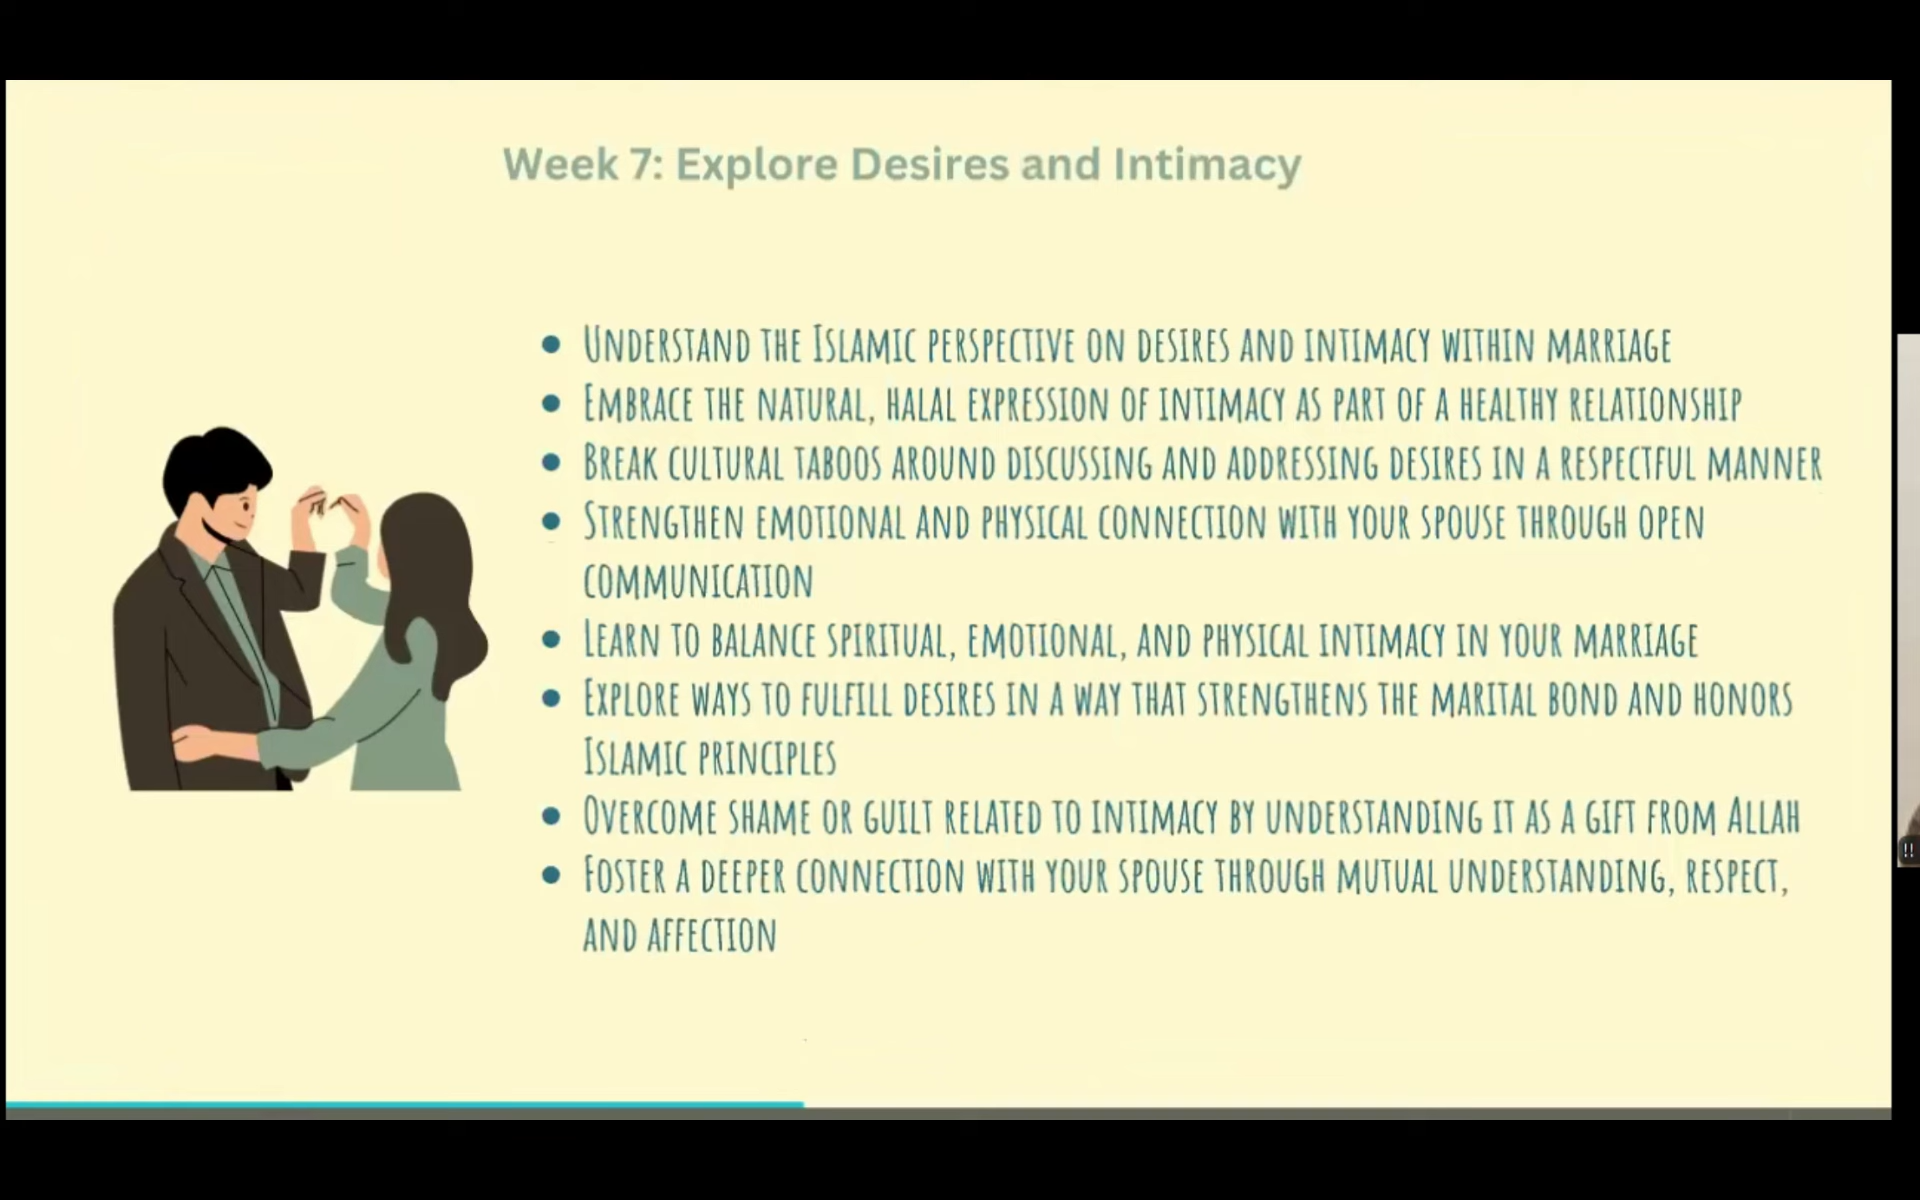 Week 7: Explore Desires and Intimacy
• Understand the Islamic perspective on desires and intimacy within marriage
• Embrace the natural, halal expression of intimacy as part of a healthy relationship
• Break cultural taboos around discussing and addressing desires in a respectful manner
• Strengthen emotional and physical connection with your spouse through open
communication
• Learn to balance spiritual, emotional, and physical intimacy in your marriage
• Explore ways to fulfill desires in a way that strengthens the marital bond and honors
Islamic principles
• Overcome shame or guilt related to intimacy by understanding it as a gift from Allah
• Foster a deeper connection with your spouse through mutual understanding, respect,
and affection
!!